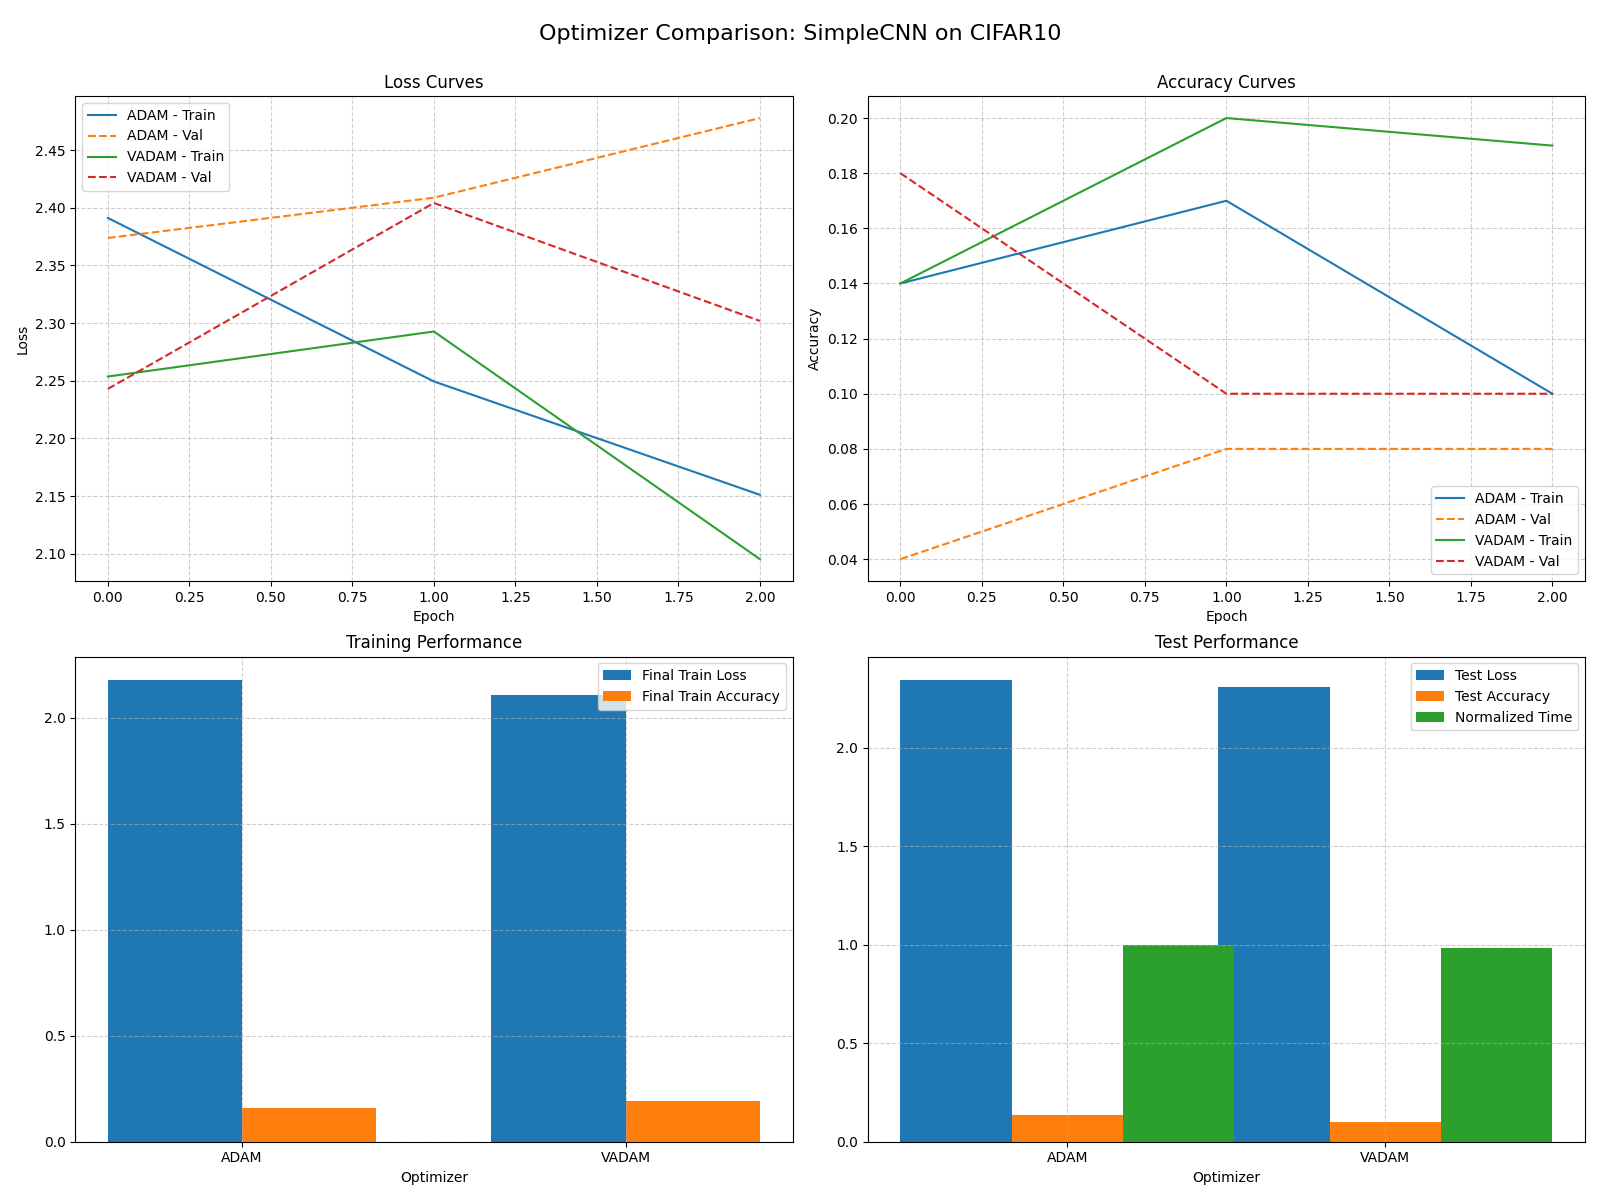 Optimizer Comparison: SimpleCNN on CIFAR10
Loss Curves
ADAM - Train
ADAM - Val
VADAM - Train
VADAM - Val
2.45
2.40
2.35
2.30
2.25
2.20
2.15
2.10
Loss
0.00 0.25 0.50 0.75 1.00 1.25 1.50 1.75 2.00
Epoch
Accuracy Curves
0.20
0.18
0.16
0.14
0.12
0.10
0.08
0.06
0.04
Accuracy
ADAM - Train
ADAM - Val
VADAM - Train
VADAM - Val
0.00 0.25 0.50 0.75 1.00 1.25 1.50 1.75 2.00
Epoch
Training Performance
Final Train Loss
Final Train Accuracy
2.0
1.5
1.0
0.5
0.0
ADAM VADAM
Optimizer
Test Performance
Test Loss
Test Accuracy
Normalized Time
2.0
1.5
1.0
0.5
0.0
ADAM VADAM
Optimizer